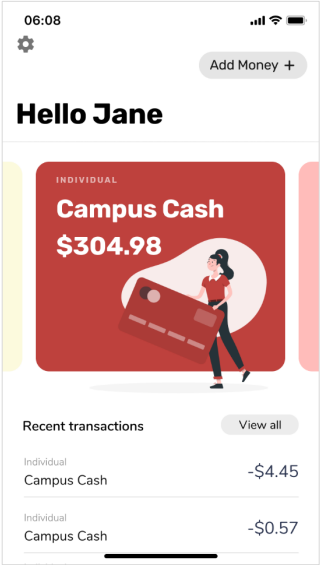 06:08
Add Money +
Hello Jane
INDIVIDUAL
Campus Cash
$304.98
Recent transactions
View all
Individual
Campus Cash
-$4.45
Individual
Campus Cash
-$0.57